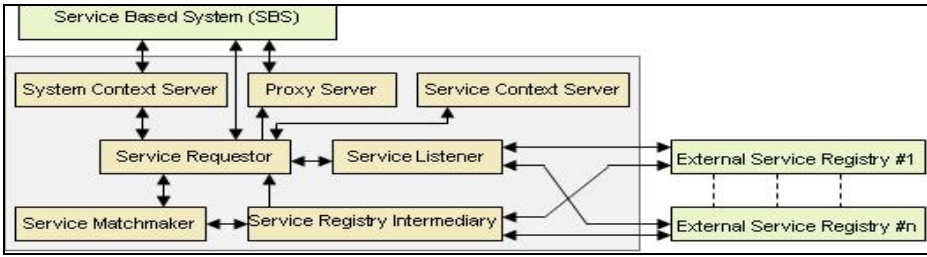 Service Based System (SBS)
System Context Server
Proxy Server
Service Context Server
Service Requestor
Service Listener
External Service Registry #1
Service Matchmaker
Service Registry Intermediary
External Service Registry #n